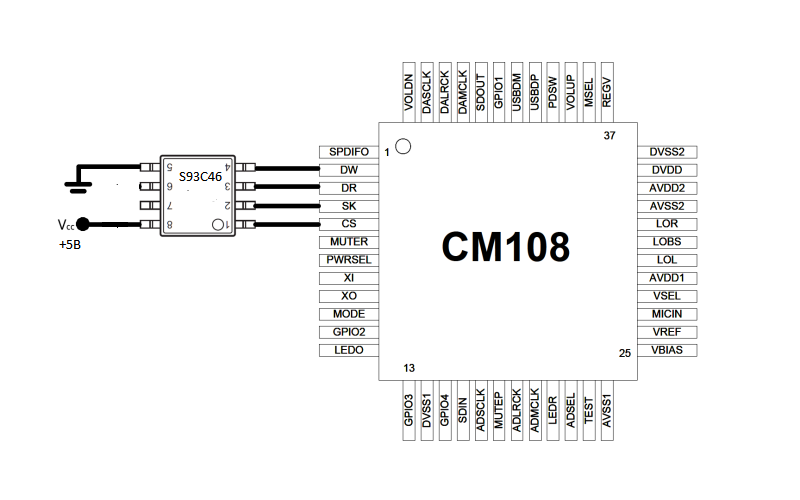 VOLDN
DASCLK
DALRCK
DAMCLK
SDOUT
GPIO1
USBDM
USBDP
PDSW
VOLUP
MSEL
REGV
37
1
SPDIFO
DW
DR
SK
CS
MUTER
PWRSEL
XI
XO
MODE
GPIO2
LEDO
S93C46
5
6
7
8
4
3
2
1
Vcc
+5B
CM108
DVSS2
DVDD
AVDD2
AVSS2
LOR
LOBS
LOL
AVDD1
VSEL
MICIN
VREF
VBIAS
25
13
GPIO3
DVSS1
GPIO4
SDIN
ADSCLK
MUTEP
ADLRCK
ADMCLK
LEDR
ADSEL
TEST
AVSS1